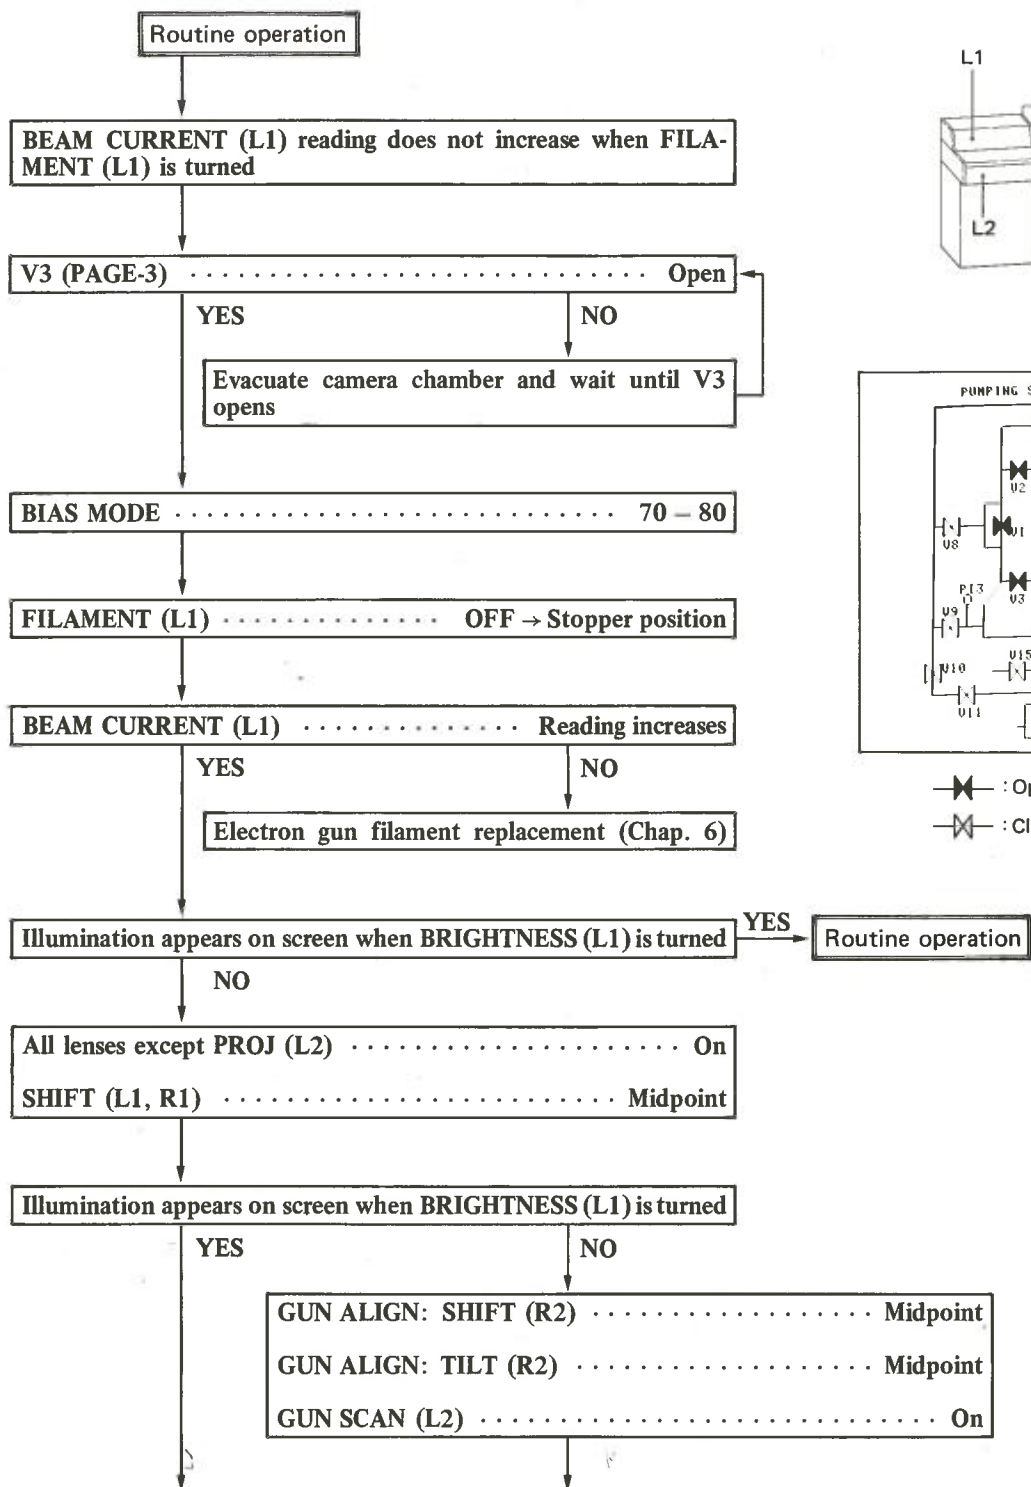 Routine operation
BEAM CURRENT (L1) reading does not increase when FILA-
MENT (L1) is turned
V3 (PAGE-3) . . . . . . . . . . . . . . . . . . . . . . . . . . . . . . Open
YES
NO
Evacuate camera chamber and wait until V3
opens
BIAS MODE . . . . . . . . . . . . . . . . . . . . . . . . . . . . 70 – 80
FILAMENT (L1) . . . . . . . . . . . . . . OFF → Stopper position
BEAM CURRENT (L1) . . . . . . . . . . . . . . Reading increases
YES
NO
Electron gun filament replacement (Chap. 6)
Illumination appears on screen when BRIGHTNESS (L1) is turned
YES
Routine operation
NO
All lenses except PROJ (L2) . . . . . . . . . . . . . . . . . . . . . On
SHIFT (L1, R1) . . . . . . . . . . . . . . . . . . . . . . . . . Midpoint
Illumination appears on screen when BRIGHTNESS (L1) is turned
YES
NO
GUN ALIGN: SHIFT (R2) . . . . . . . . . . . . . . . . . . . Midpoint
GUN ALIGN: TILT (R2) . . . . . . . . . . . . . . . . . . . . Midpoint
GUN SCAN (L2) . . . . . . . . . . . . . . . . . . . . . . . . . . . . . On
L1
L2
PUMPING S
V2
V8
V1
PI3
V3
V9
V15
V10
V11
: Op
: Cl